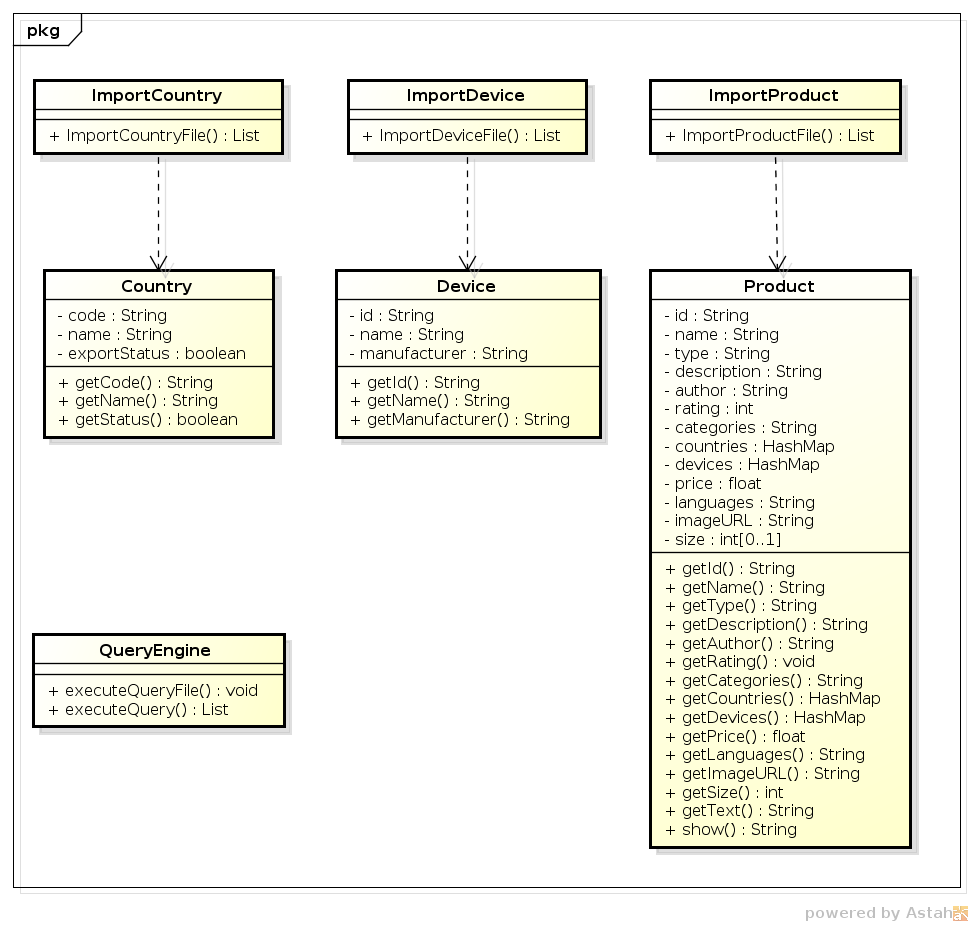 pkg
ImportCountry
+ ImportCountryFile() : List
ImportDevice
+ ImportDeviceFile() : List
ImportProduct
+ ImportProductFile() : List
Country
- code : String
- name : String
- exportStatus : boolean
+ getCode() : String
+ getName() : String
+ getStatus() : boolean
Device
- id : String
- name : String
- manufacturer : String
+ getId() : String
+ getName() : String
+ getManufacturer() : String
Product
- id : String
- name : String
- type : String
- description : String
- author : String
- rating : int
- categories : String
- countries : HashMap
- devices : HashMap
- price : float
- languages : String
- imageURL : String
- size : int[0..1]
+ getId() : String
+ getName() : String
+ getType() : String
+ getDescription() : String
+ getAuthor() : String
+ getRating() : void
+ getCategories() : String
+ getCountries() : HashMap
+ getDevices() : HashMap
+ getPrice() : float
+ getLanguages() : String
+ getImageURL() : String
+ getSize() : int
+ getText() : String
+ show() : String
QueryEngine
+ executeQueryFile() : void
+ executeQuery() : List
powered by Astah